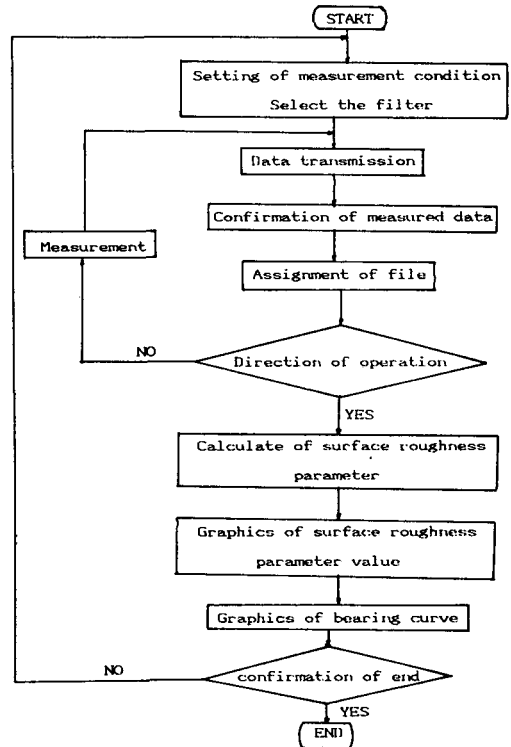 START
Setting of measurement condition
Select the filter
Data transmission
Confirmation of measured data
Measurement
Assignment of file
NO
Direction of operation
YES
Calculate of surface roughness
parameter
Graphics of surface roughness
parameter value
Graphics of bearing curve
NO
confirmation of end
YES
END